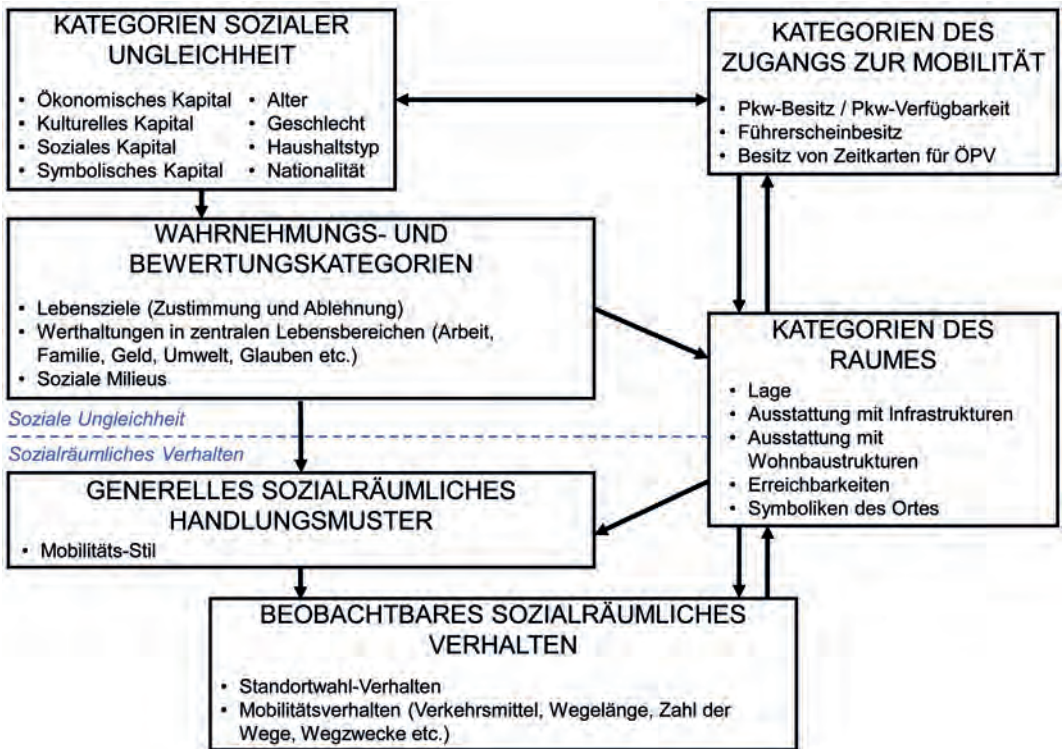 KATEGORIEN SOZIALER
UNGLEICHHEIT
• Ökonomisches Kapital
• Kulturelles Kapital
• Soziales Kapital
• Symbolisches Kapital
• Alter
• Geschlecht
• Haushaltstyp
• Nationalität
KATEGORIEN DES
ZUGANGS ZUR MOBILITÄT
• Pkw-Besitz / Pkw-Verfügbarkeit
• Führerscheinbesitz
• Besitz von Zeitkarten für ÖPV
WAHRNEHMUNGS- UND
BEWERTUNGSKATEGORIEN
• Lebensziele (Zustimmung und Ablehnung)
• Werthaltungen in zentralen Lebensbereichen (Arbeit,
Familie, Geld, Umwelt, Glauben etc.)
• Soziale Milieus
KATEGORIEN DES
RAUMES
• Lage
• Ausstattung mit Infrastrukturen
• Ausstattung mit
Wohnbaustrukturen
• Erreichbarkeiten
• Symboliken des Ortes
Soziale Ungleichheit
Sozialräumliches Verhalten
GENERELLES SOZIALRÄUMLICHES
HANDLUNGSMUSTER
• Mobilitäts-Stil
BEOBACHTBARES SOZIALRÄUMLICHES
VERHALTEN
• Standortwahl-Verhalten
• Mobilitätsverhalten (Verkehrsmittel, Wegelänge, Zahl der
Wege, Wegzwecke etc.)